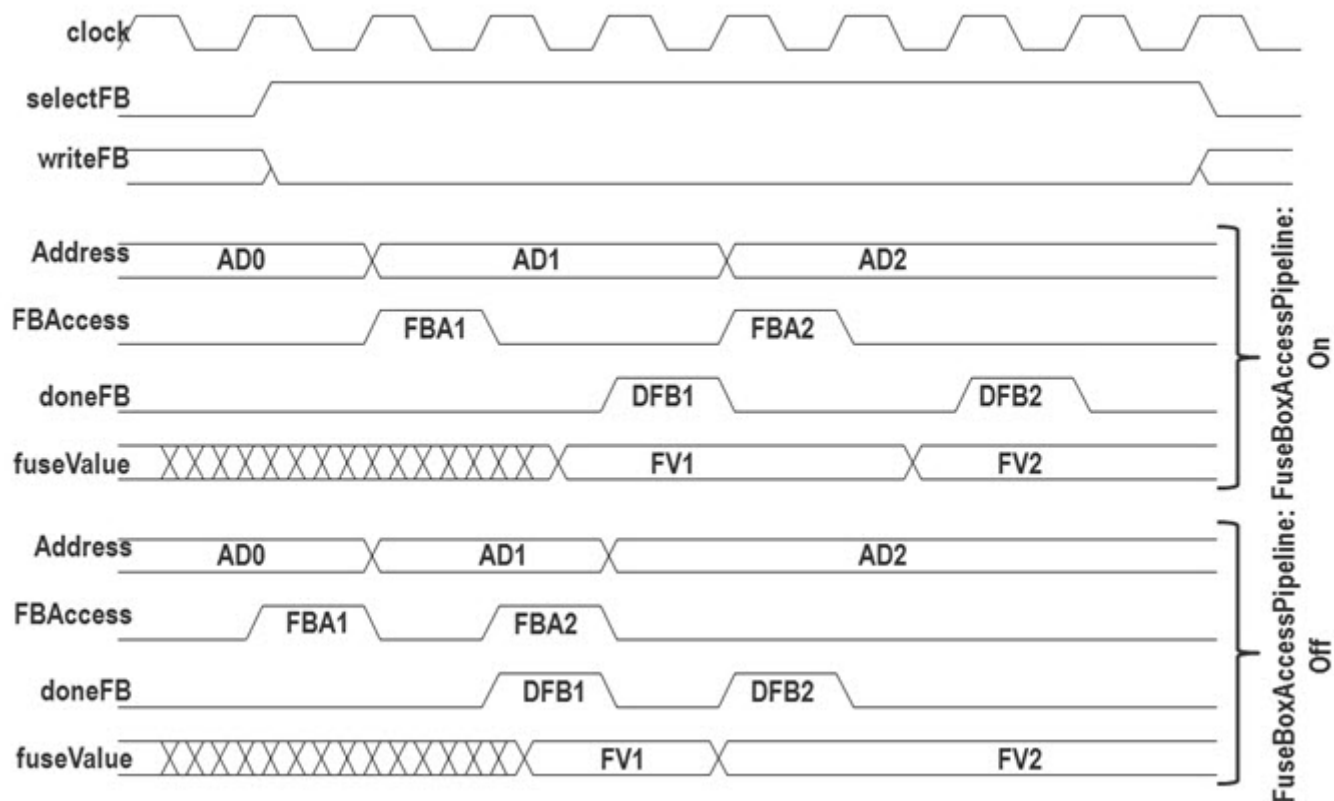 clock
selectFB
writeFB
Address AD0 AD1 AD2
FBAccess FBA1 FBA2
doneFB DFB1 DFB2
fuseValue FV1 FV2
FuseBoxAccessPipeline:
On
Address AD0 AD1 AD2
FBAccess FBA1 FBA2
doneFB DFB1 DFB2
fuseValue FV1 FV2
FuseBoxAccessPipeline:
Off